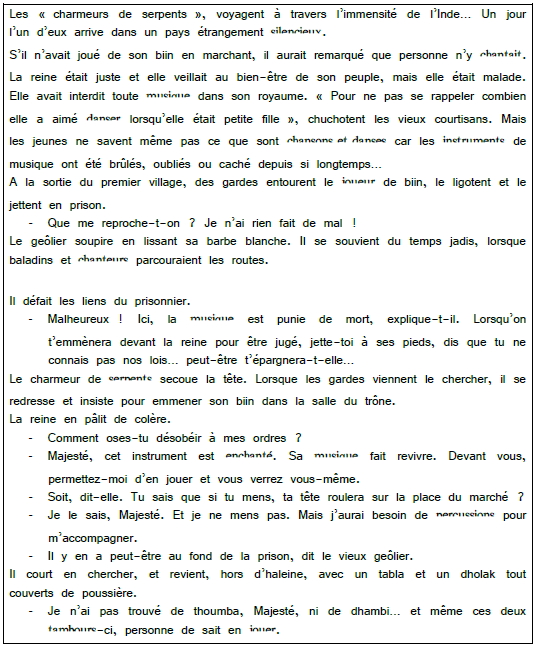 Les « charmeurs de serpents », voyagent à travers l'immensité de l'Inde... Un jour
l'un d'eux arrive dans un pays étrangement silencieux.
S'il n'avait joué de son biin en marchant, il aurait remarqué que personne n'y chantait.
La reine était juste et elle veillait au bien-être de son peuple, mais elle était malade.
Elle avait interdit toute musique dans son royaume. « Pour ne pas se rappeler combien
elle a aimé danser lorsqu'elle était petite fille », chuchotent les vieux courtisans. Mais
les jeunes ne savent même pas ce que sont chansons et danses car les instruments de
musique ont été brûlés, oubliés ou caché depuis si longtemps...
A la sortie du premier village, des gardes entourent le joueur de biin, le ligotent et le
jettent en prison.
- Que me reproche-t-on ? Je n'ai rien fait de mal !
Le geôlier soupire en lissant sa barbe blanche. Il se souvient du temps jadis, lorsque
baladins et chanteurs parcouraient les routes.
Il défait les liens du prisonnier.
- Malheureux ! Ici, la musique est punie de mort, explique-t-il. Lorsqu'on
t'emmènera devant la reine pour être jugé, jette-toi à ses pieds, dis que tu ne
connais pas nos lois... peut-être t'épargnera-t-elle...
Le charmeur de serpents secoue la tête. Lorsque les gardes viennent le chercher, il se
redresse et insiste pour emmener son biin dans la salle du trône.
La reine en pâlit de colère.
- Comment oses-tu désobéir à mes ordres ?
- Majesté, cet instrument est enchanté. Sa musique fait revivre. Devant vous,
permettez-moi d'en jouer et vous verrez vous-même.
- Soit, dit-elle. Tu sais que si tu mens, ta tête roulera sur la place du marché ?
- Je le sais, Majesté. Et je ne mens pas. Mais j'aurai besoin de percussions pour
m'accompagner.
- Il y en a peut-être au fond de la prison, dit le vieux geôlier.
Il court en chercher, et revient, hors d'haleine, avec un tabla et un dholak tout
couverts de poussière.
- Je n'ai pas trouvé de thoumba, Majesté, ni de dhambi... et même ces deux
tambours-ci, personne de sait en jouer.